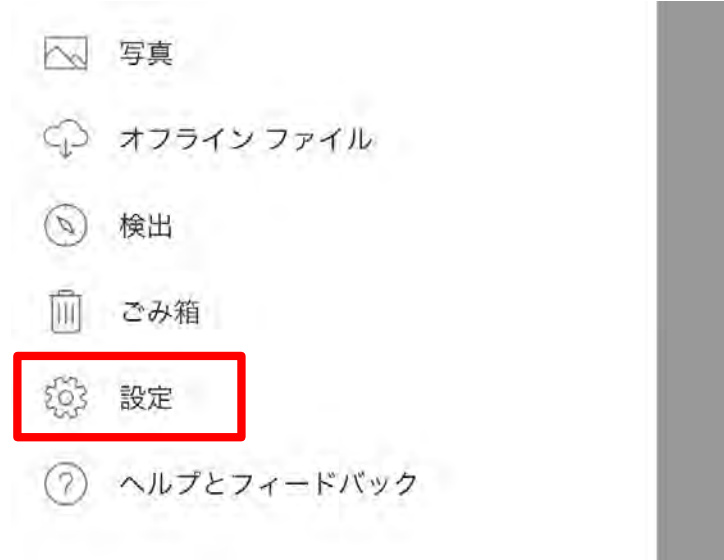 写真
オフライン ファイル
検出
ごみ箱
設定
ヘルプとフィードバック